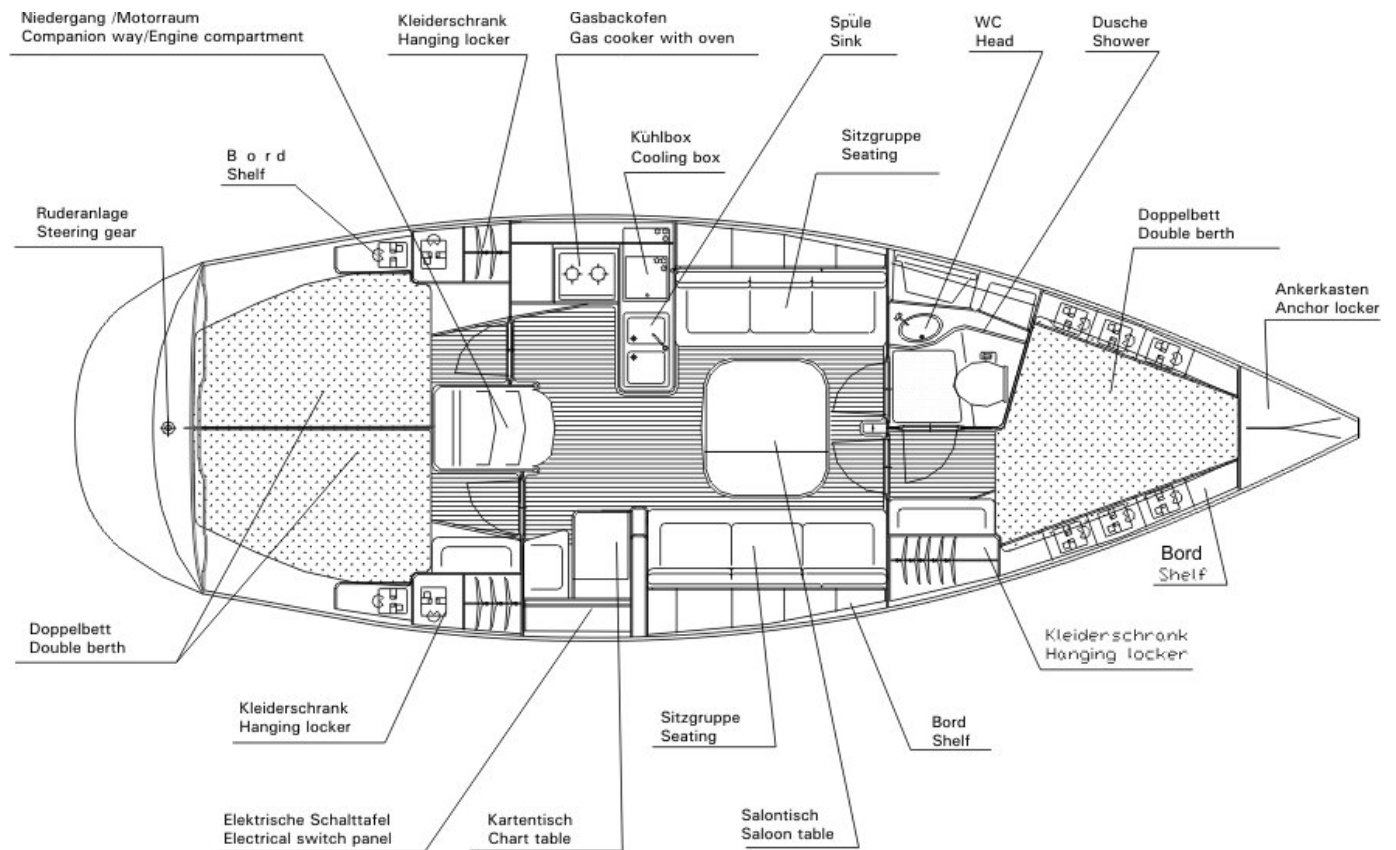 Niedergang /Motorraum
Companion way/Engine compartment
Kleiderschrank
Hanging locker
Gasbackofen
Gas cooker with oven
Spüle
Sink
WC
Head
Dusche
Shower
Bord
Shelf
Kühlbox
Cooling box
Sitzgruppe
Seating
Ruderanlage
Steering gear
Doppelbett
Double berth
Ankerkasten
Anchor locker
Bord
Shelf
Doppelbett
Double berth
Kleiderschrank
Hanging locker
Kleiderschrank
Hanging locker
Sitzgruppe
Seating
Bord
Shelf
Elektrische Schalttafel
Electrical switch panel
Kartentisch
Chart table
Salontisch
Saloon table